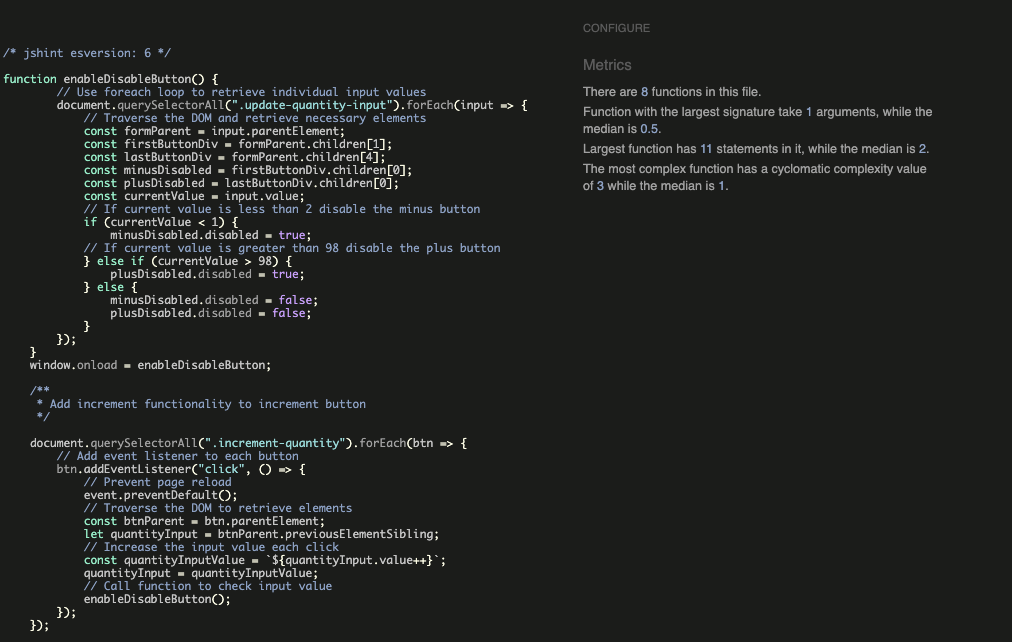 /* jshint esversion: 6 */
function enableDisableButton() {
// Use foreach loop to retrieve individual input values
document.querySelectorAll(".update-quantity-input").forEach(input => {
// Traverse the DOM and retrieve necessary elements
const formParent = input.parentElement;
const firstButtonDiv = formParent.children[1];
const lastButtonDiv = formParent.children[4];
const minusDisabled = firstButtonDiv.children[0];
const plusDisabled = lastButtonDiv.children[0];
const currentValue = input.value;
// If current value is less than 2 disable the minus button
if (currentValue < 1) {
minusDisabled.disabled = true;
// If current value is greater than 98 disable the plus button
} else if (currentValue > 98) {
plusDisabled.disabled = true;
} else {
minusDisabled.disabled = false;
plusDisabled.disabled = false;
}
});
}
window.onload = enableDisableButton;
/**
* Add increment functionality to increment button
*/
document.querySelectorAll(".increment-quantity").forEach(btn => {
// Add event listener to each button
btn.addEventListener("click", () => {
// Prevent page reload
event.preventDefault();
// Traverse the DOM to retrieve elements
const btnParent = btn.parentElement;
let quantityInput = btnParent.previousElementSibling;
// Increase the input value each click
const quantityInputValue = `${quantityInput.value++}`;
quantityInput = quantityInputValue;
// Call function to check input value
enableDisableButton();
});
});
CONFIGURE
Metrics
There are 8 functions in this file.
Function with the largest signature take 1 arguments, while the
median is 0.5.
Largest function has 11 statements in it, while the median is 2.
The most complex function has a cyclomatic complexity value
of 3 while the median is 1.